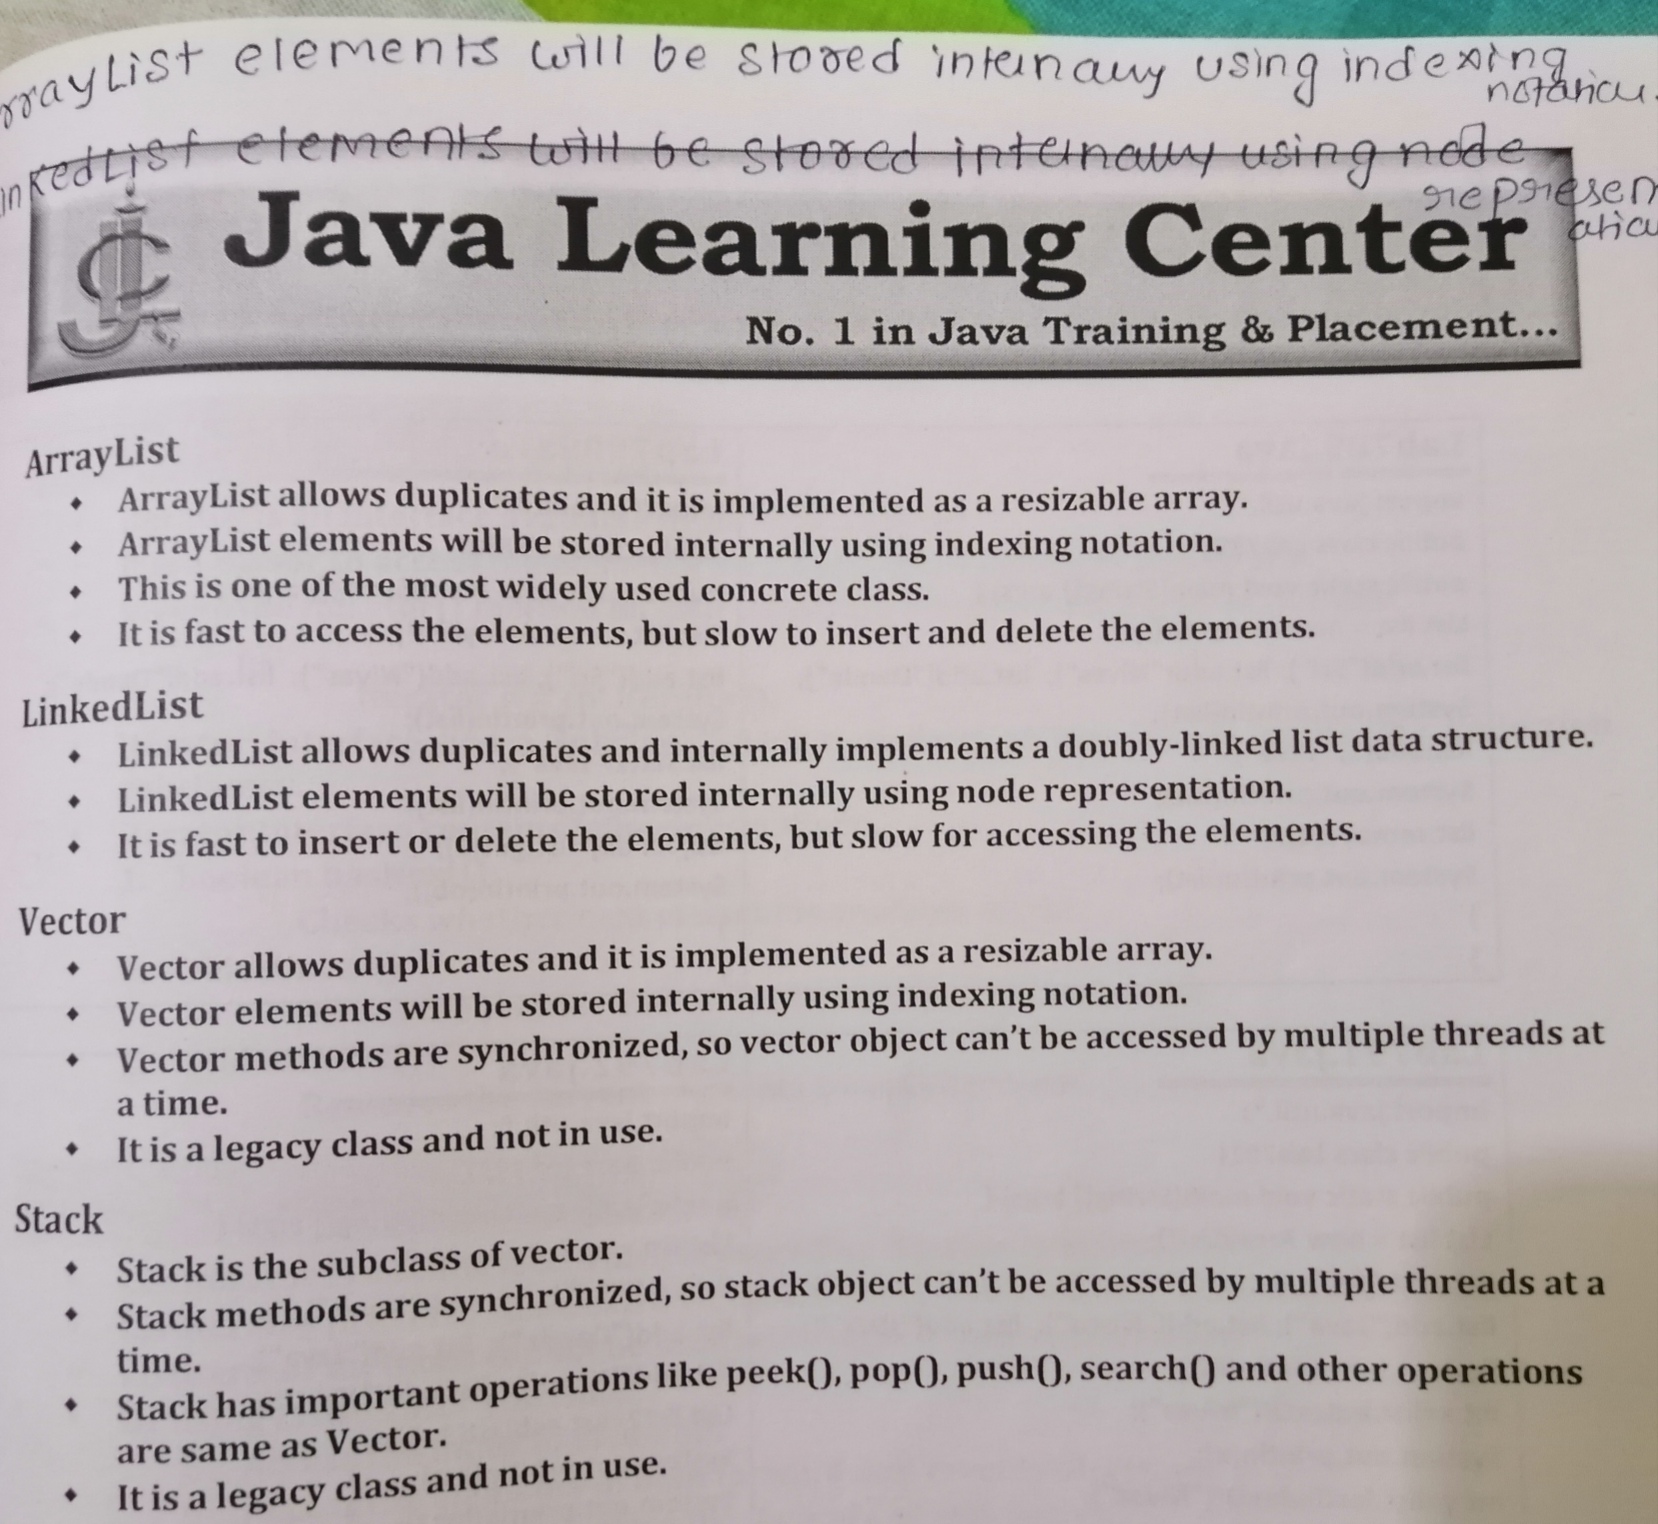 ArrayList elements will be stored internally using indexing
notation.
LinkedList elements will be stored internally using node
represen
ation
Java Learning Center
No. 1 in Java Training & Placement...
ArrayList
♦ ArrayList allows duplicates and it is implemented as a resizable array.
♦ ArrayList elements will be stored internally using indexing notation.
♦ This is one of the most widely used concrete class.
♦ It is fast to access the elements, but slow to insert and delete the elements.
LinkedList
♦ LinkedList allows duplicates and internally implements a doubly-linked list data structure.
♦ LinkedList elements will be stored internally using node representation.
♦ It is fast to insert or delete the elements, but slow for accessing the elements.
Vector
♦ Vector allows duplicates and it is implemented as a resizable array.
♦ Vector elements will be stored internally using indexing notation.
♦ Vector methods are synchronized, so vector object can't be accessed by multiple threads at
a time.
♦ It is a legacy class and not in use.
Stack
♦ Stack is the subclass of vector.
♦ Stack methods are synchronized, so stack object can't be accessed by multiple threads at a
time.
♦ Stack has important operations like peek(), pop(), push(), search() and other operations
are same as Vector.
♦ It is a legacy class and not in use.